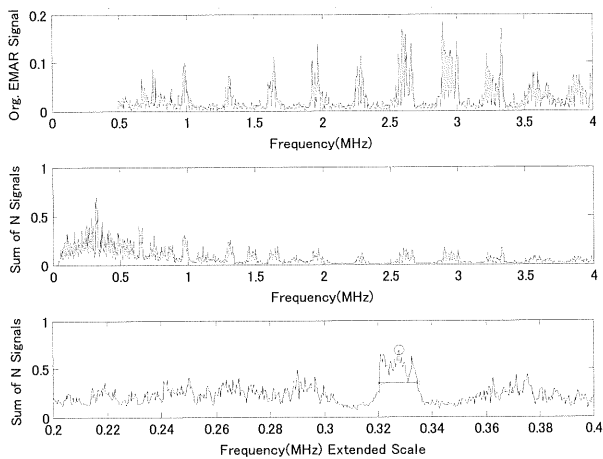 Org. EMAR Signal
0.2
0.1
0
0 0.5 1 1.5 2 2.5 3 3.5 4
Frequency(MHz)
Sum of N Signals
1
0.5
0
0 0.5 1 1.5 2 2.5 3 3.5 4
Frequency(MHz)
Sum of N Signals
1
0.5
0
0.2 0.22 0.24 0.26 0.28 0.3 0.32 0.34 0.36 0.38 0.4
Frequency(MHz) Extended Scale